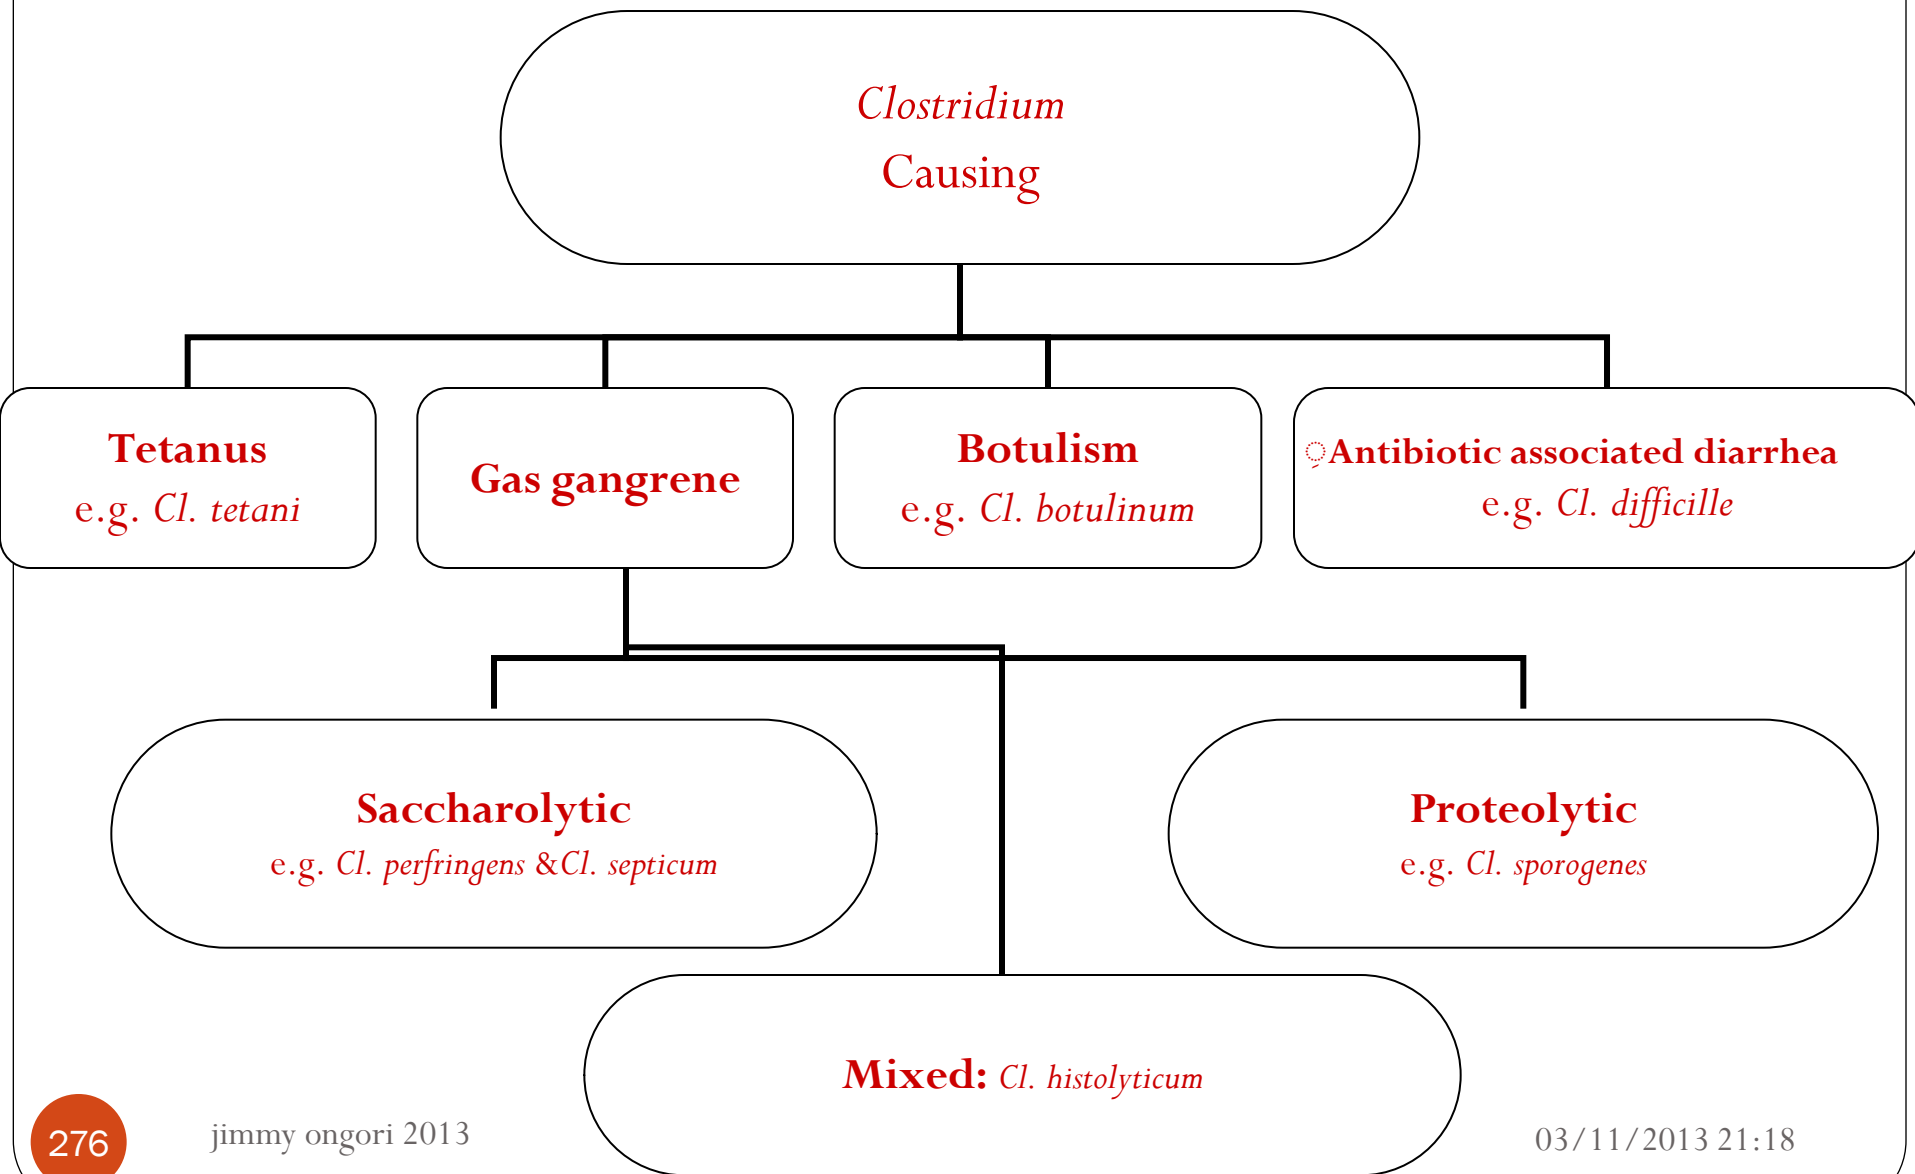 Clostridium
Causing
Tetanus
e.g. Cl. tetani
Gas gangrene
Botulism
e.g. Cl. botulinum
Antibiotic associated diarrhea
e.g. Cl. difficille
Saccharolytic
e.g. Cl. perfringens &Cl. septicum
Proteolytic
e.g. Cl. sporogenes
Mixed: Cl. histolyticum
276
jimmy ongori 2013
03/11/2013 21:18